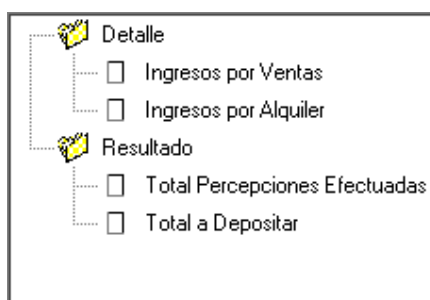 Detalle
Ingresos por Ventas
Ingresos por Alquiler
Resultado
Total Percepciones Efectuadas
Total a Depositar